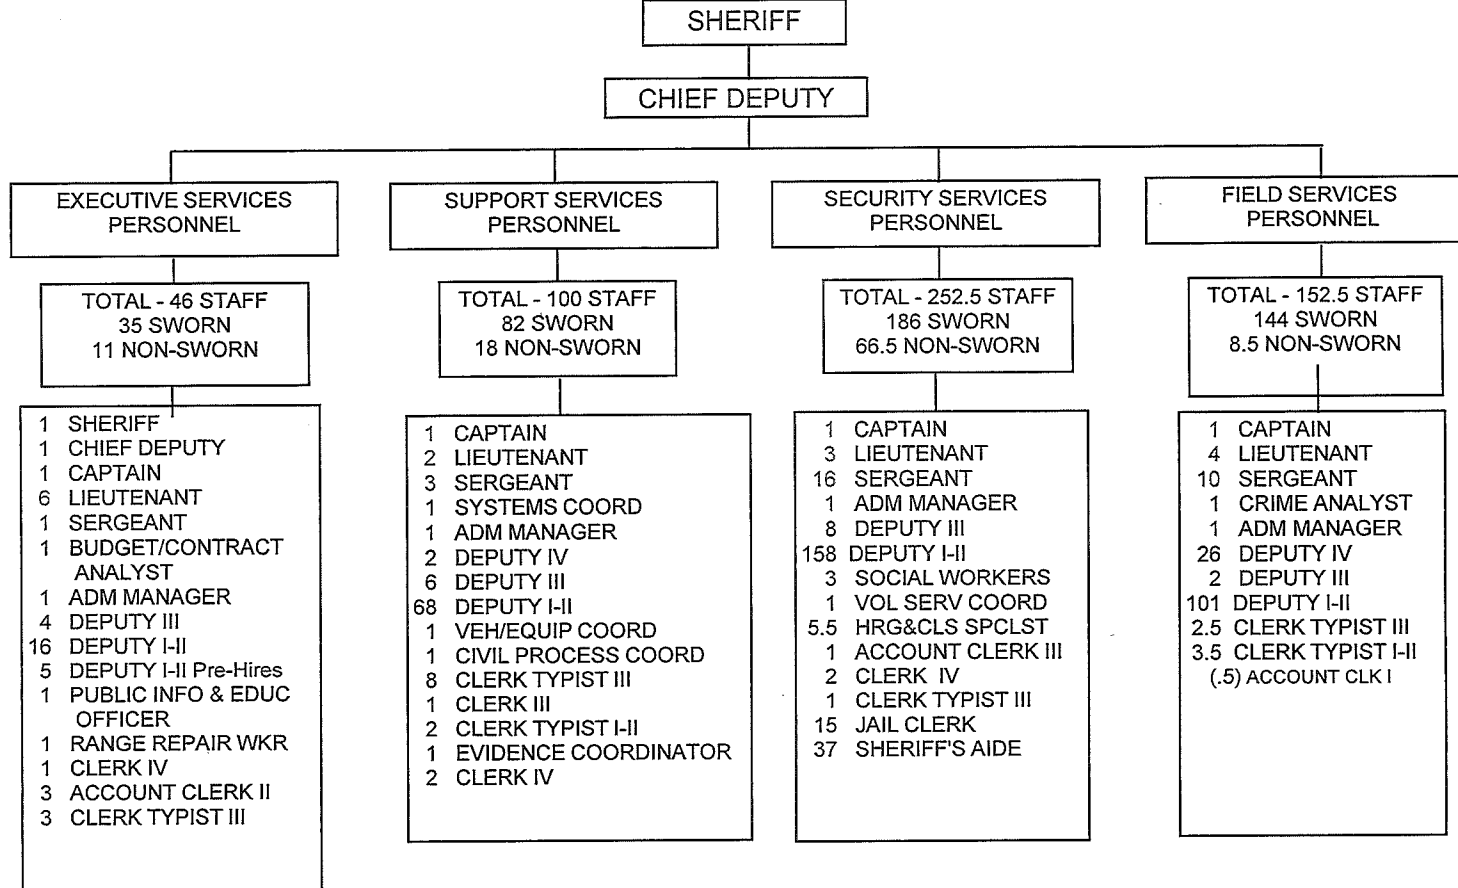 SHERIFF
CHIEF DEPUTY
EXECUTIVE SERVICES
PERSONNEL
TOTAL - 46 STAFF
35 SWORN
11 NON-SWORN
1 SHERIFF
1 CHIEF DEPUTY
1 CAPTAIN
6 LIEUTENANT
1 SERGEANT
1 BUDGET/CONTRACT
ANALYST
1 ADM MANAGER
4 DEPUTY III
16 DEPUTY I-II
5 DEPUTY I-II Pre-Hires
1 PUBLIC INFO & EDUC
OFFICER
1 RANGE REPAIR WKR
1 CLERK IV
3 ACCOUNT CLERK II
3 CLERK TYPIST III
SUPPORT SERVICES
PERSONNEL
TOTAL - 100 STAFF
82 SWORN
18 NON-SWORN
1 CAPTAIN
2 LIEUTENANT
3 SERGEANT
1 SYSTEMS COORD
1 ADM MANAGER
2 DEPUTY IV
6 DEPUTY III
68 DEPUTY I-II
1 VEH/EQUIP COORD
1 CIVIL PROCESS COORD
8 CLERK TYPIST III
1 CLERK III
2 CLERK TYPIST I-II
1 EVIDENCE COORDINATOR
2 CLERK IV
SECURITY SERVICES
PERSONNEL
TOTAL - 252.5 STAFF
186 SWORN
66.5 NON-SWORN
1 CAPTAIN
3 LIEUTENANT
16 SERGEANT
1 ADM MANAGER
8 DEPUTY III
158 DEPUTY I-II
3 SOCIAL WORKERS
1 VOL SERV COORD
5.5 HRG&CLS SPCLST
1 ACCOUNT CLERK III
2 CLERK IV
1 CLERK TYPIST III
15 JAIL CLERK
37 SHERIFF'S AIDE
FIELD SERVICES
PERSONNEL
TOTAL - 152.5 STAFF
144 SWORN
8.5 NON-SWORN
1 CAPTAIN
4 LIEUTENANT
10 SERGEANT
1 CRIME ANALYST
1 ADM MANAGER
26 DEPUTY IV
2 DEPUTY III
101 DEPUTY I-II
2.5 CLERK TYPIST III
3.5 CLERK TYPIST I-II
(.5) ACCOUNT CLK I